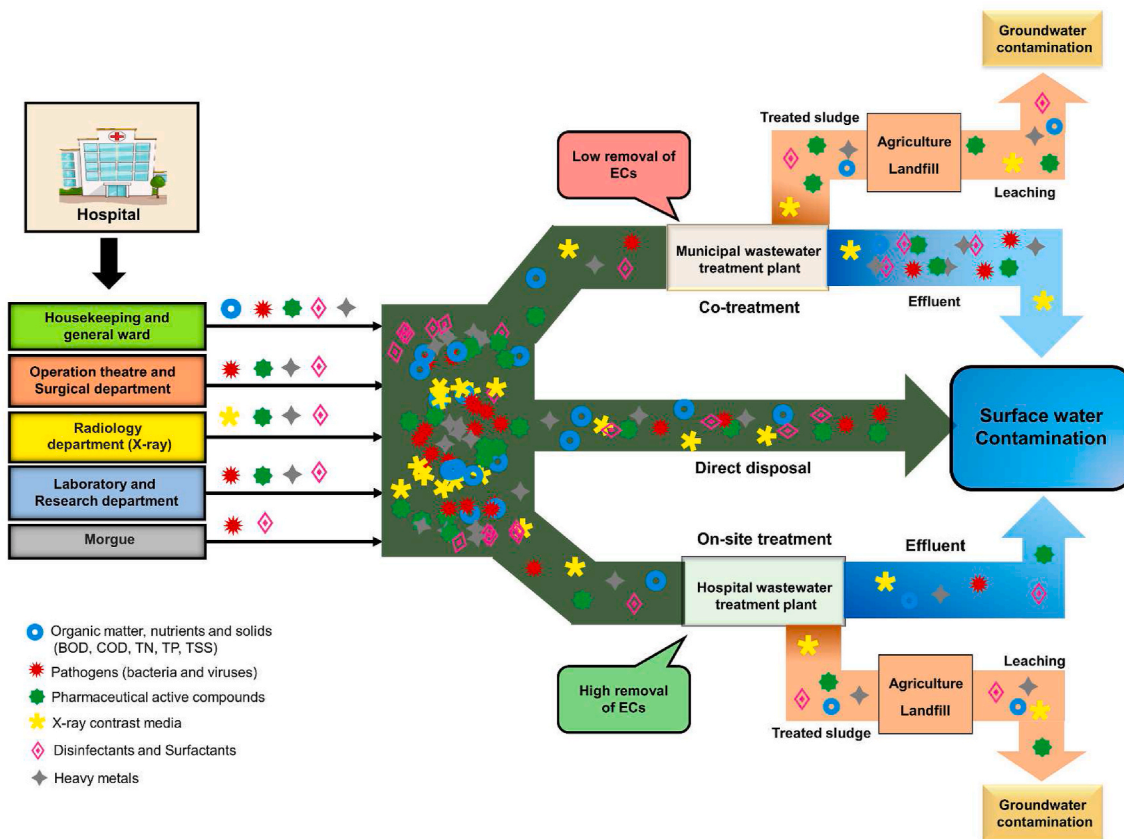 Hospital
Housekeeping and
general ward
Operation theatre and
Surgical department
Radiology
department (X-ray)
Laboratory and
Research department
Morgue
Organic matter, nutrients and solids
(BOD, COD, TN, TP, TSS)
Pathogens (bacteria and viruses)
Pharmaceutical active compounds
X-ray contrast media
Disinfectants and Surfactants
Heavy metals
Low removal of
ECs
Municipal wastewater
treatment plant
Co-treatment
Treated sludge
Agriculture
Landfill
Leaching
Groundwater
contamination
Effluent
Direct disposal
Surface water
Contamination
On-site treatment
Hospital wastewater
treatment plant
Effluent
High removal
of ECs
Treated sludge
Agriculture
Landfill
Leaching
Groundwater
contamination